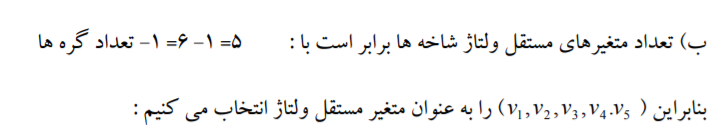 ب) تعداد متغیرهای مستقل ولتاژ شاخه ها برابر است با : ۵= ۱- ۶= ۱- تعداد گره ها
بنابراین ( v₁,v₂,v₃,v₄.v₅ ) را به عنوان متغیر مستقل ولتاژ انتخاب می کنیم :